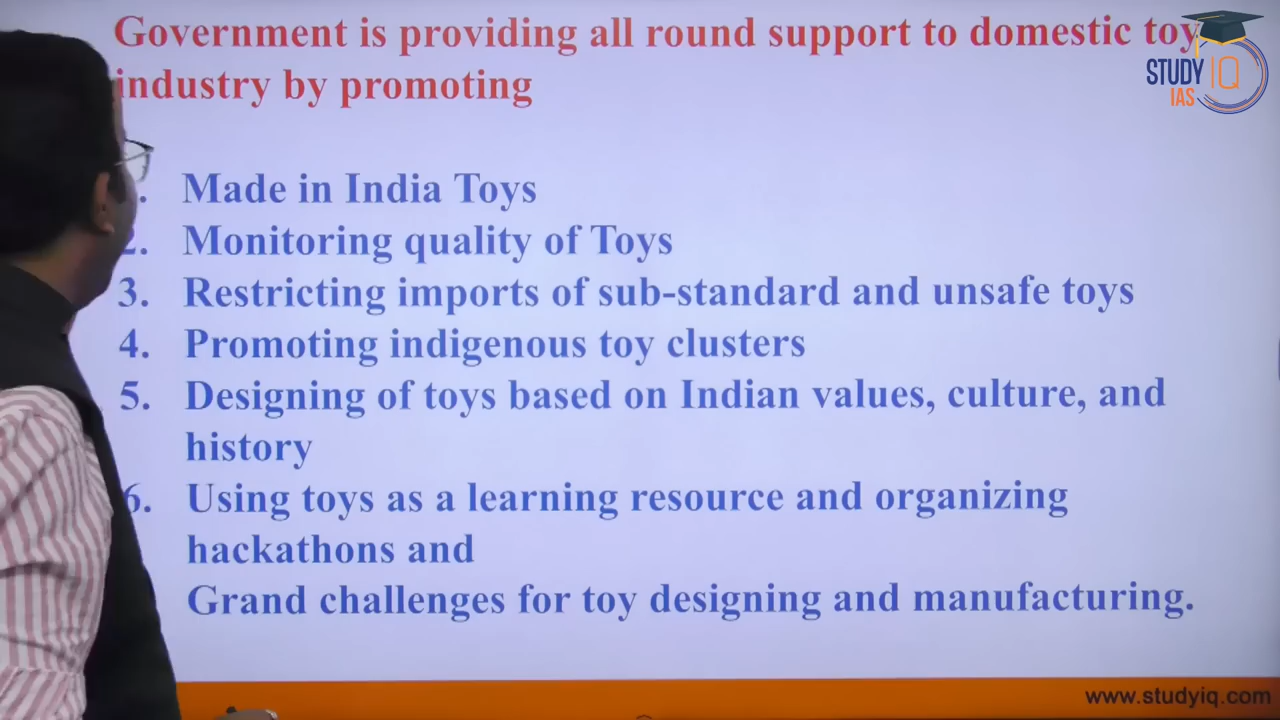 Government is providing all round support to domestic toy
industry by promoting
STUDY IQ
IAS
. Made in India Toys
2. Monitoring quality of Toys
3. Restricting imports of sub-standard and unsafe toys
4. Promoting indigenous toy clusters
5. Designing of toys based on Indian values, culture, and
history
6. Using toys as a learning resource and organizing
hackathons and
Grand challenges for toy designing and manufacturing.
www.studyiq.com